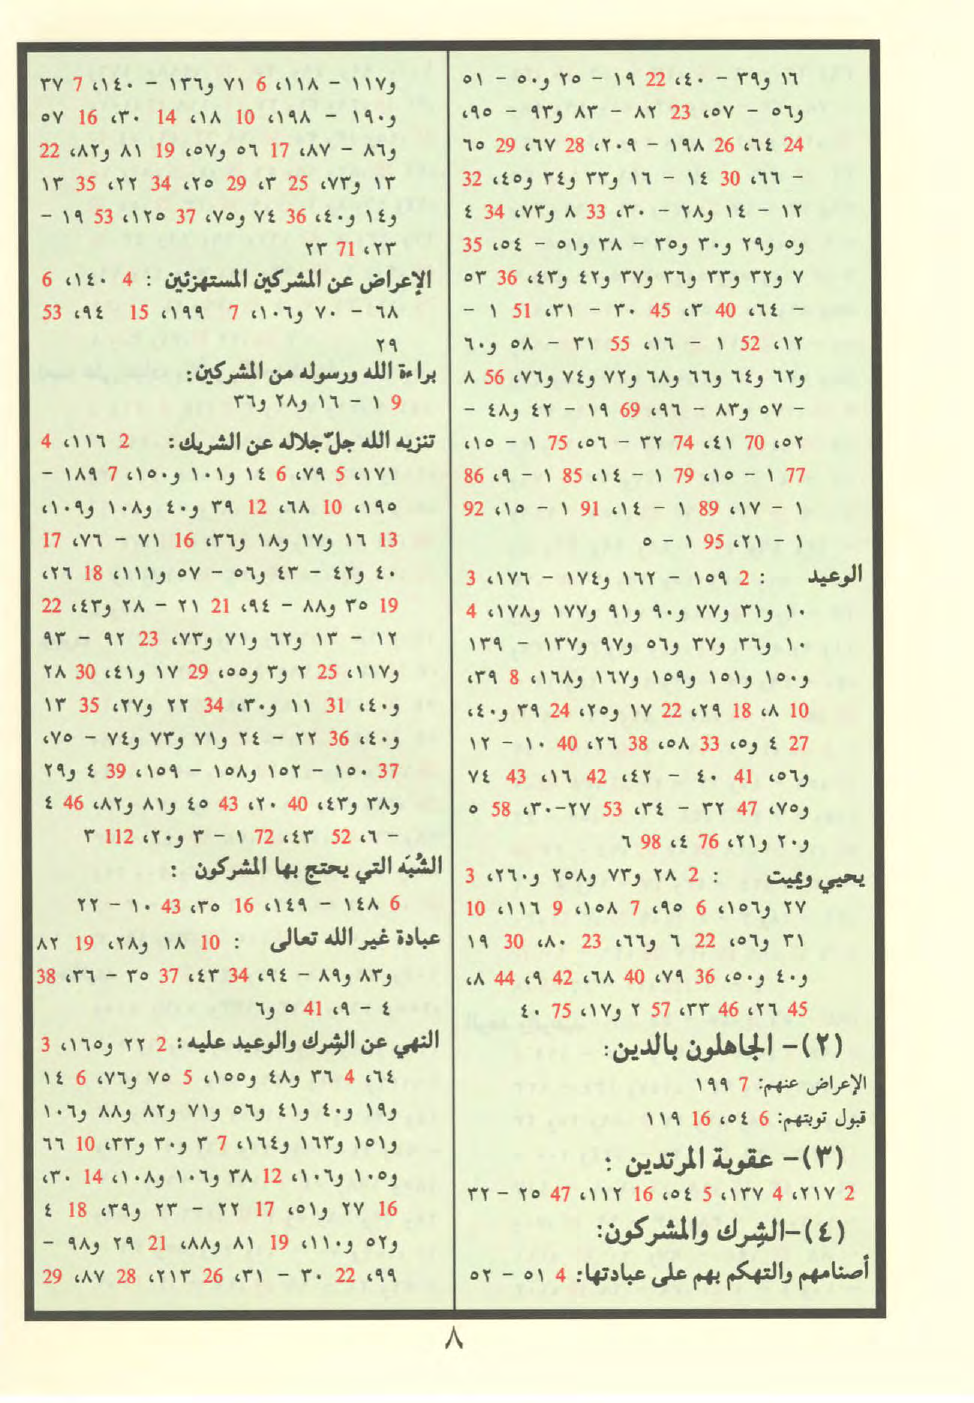 ١٦ و٣٩ – ٤٠، 22 ١٩ – ٢٥ و٥٠ – ٥١
و٥٦ – ٥٧، 23 ٨٢ – ٨٣ و٩٣ – ٩٥،
24 ٦٤، 26 ١٩٨ – ٢٠٩، 28 ٦٧، 29 ٦٥
– ٦٦، 30 ١٤ – ١٦ و٣٣ و٣٤ و٤٥، 32
١٢ – ١٤ و٢٨ – ٣٠، 33 ٨ و٧٣، 34 ٤
و٥ و٢٩ و٣٠ و٣٥ – ٣٨ و٥١ – ٥٤، 35
٧ و٣٢ و٣٣ و٣٦ و٣٧ و٤٢ و٤٣، 36 ٥٣
– ٦٤، 40 ٣، 45 ٣٠ – ٣١، 51 ١ –
١٢، 52 ١ – ١٦، 55 ٣١ – ٥٨ و٦٠
و٦٢ و٦٤ و٦٦ و٦٨ و٧٢ و٧٤ و٧٦، 56 ٨
– ٥٧ و٨٣ – ٩٦، 69 ١٩ – ٤٢ و٤٨ –
٥٢، 70 ٤١، 74 ٣٢ – ٥٦، 75 ١ – ١٥،
77 ١ – ١٥، 79 ١ – ١٤، 85 ١ – ٩، 86
١ – ١٧، 89 ١ – ١٤، 91 ١ – ١٥، 92
١ – ٢١، 95 ١ – ٥
الوعيد : 2 ١٥٩ – ١٦٢ و١٧٤ – ١٧٦، 3
١٠ و٣١ و٧٧ و٩٠ و٩١ و١٧٧ و١٧٨، 4
١٠ و٣٦ و٣٧ و٥٦ و٩٧ و١٣٧ – ١٣٩
و١٥٠ و١٥١ و١٥٩ و١٦٧ و١٦٨، 8 ٣٩،
10 ٨، 18 ٢٩، 22 ١٧ و٢٥، 24 ٣٩ و٤٠،
27 ٤ و٥، 33 ٥٨، 38 ٢٦، 40 ١٠ – ١٢
و٥٦، 41 ٤٠ – ٤٢، 42 ١٦، 43 ٧٤
و٧٥، 47 ٣٢ – ٣٤، 53 ٢٧-٣٠، 58 ٥
و٢٠ و٢١، 76 ٤، 98 ٦
يحيي ويميت : 2 ٢٨ و٧٣ و٢٥٨ و٢٦٠، 3
٢٧ و١٥٦، 6 ٩٥، 7 ١٥٨، 9 ١١٦، 10
٣١ و٥٦، 22 ٦ و٦٦، 23 ٨٠، 30 ١٩
و٤٠ و٥٠، 36 ٧٩، 40 ٦٨، 42 ٩، 44 ٨،
45 ٢٦، 46 ٣٣، 57 ٢ و١٧، 75 ٤٠
(٢)– الجاهلون بالدين:
الإعراض عنهم: 7 ١٩٩
قبول توبتهم: 6 ٥٤، 16 ١١٩
(٣)– عقوبة المرتدين :
2 ٢١٧، 4 ١٣٧، 5 ٥٤، 16 ١١٢، 47 ٢٥ – ٣٢
(٤)–الشِرك والمشركون:
أصنامهم والتهكم بهم على عبادتها: 4 ٥١ – ٥٢
و١١٧ – ١١٨، 6 ٧١ و١٣٦ – ١٤٠، 7 ٣٧
و١٩٠ – ١٩٨، 10 ١٨، 14 ٣٠، 16 ٥٧
و٨٦ – ٨٧، 17 ٥٦ و٥٧، 19 ٨١ و٨٢، 22
١٣ و٧٣، 25 ٣، 29 ٢٥، 34 ٢٢، 35 ١٣
و١٤ و٤٠، 36 ٧٤ و٧٥، 37 ١٢٥، 53 ١٩ –
٢٣، 71 ٢٣
الإعراض عن المشركين المستهزئين : 4 ١٤٠، 6
٦٨ – ٧٠ و١٠٦، 7 ١٩٩، 15 ٩٤، 53
٢٩
براءة الله ورسوله من المشركين:
9 ١ – ١٦ و٢٨ و٣٦
تنزيه الله جلّ جلاله عن الشريك: 2 ١١٦، 4
١٧١، 5 ٧٩، 6 ١٤ و١٠١ و١٥٠، 7 ١٨٩ –
١٩٥، 10 ٦٨، 12 ٣٩ و٤٠ و١٠٨ و١٠٩،
13 ١٦ و١٧ و١٨ و٣٦، 16 ٧١ – ٧٦، 17
٤٠ و٤٢ – ٤٣ و٥٦ – ٥٧ و١١١، 18 ٢٦،
19 ٣٥ و٨٨ – ٩٤، 21 ٢١ – ٢٨ و٤٣، 22
١٢ – ١٣ و٦٢ و٧١ و٧٣، 23 ٩٢ – ٩٣
و١١٧، 25 ٢ و٣ و٥٥، 29 ١٧ و٤١، 30 ٢٨
و٤٠، 31 ١١ و٣٠، 34 ٢٢ و٢٧، 35 ١٣
و٤٠، 36 ٢٢ – ٢٤ و٧١ و٧٣ و٧٤ – ٧٥،
37 ١٥٠ – ١٥٢ و١٥٨ – ١٥٩، 39 ٤ و٢٩
و٣٨ و٤٣، 40 ٢٠، 43 ٤٥ و٨١ و٨٢، 46 ٤
– ٦، 52 ٤٣، 72 ١ – ٣ و٢٠، 112 ٣
الشُبَه التي يحتج بها المشركون :
6 ١٤٨ – ١٤٩، 16 ٣٥، 43 ١٠ – ٢٢
عبادة غير الله تعالى : 10 ١٨ و٢٨، 19 ٨٢
و٨٣ و٨٩ – ٩٤، 34 ٤٣، 37 ٣٥ – ٣٦، 38
٤ – ٩، 41 ٥ و٦
النهي عن الشِرك والوعيد عليه: 2 ٢٢ و١٦٥، 3
٦٤، 4 ٣٦ و٤٨ و١٥٥، 5 ٧٥ و٧٦، 6 ١٤
و١٩ و٤٠ و٤١ و٥٦ و٧١ و٨٢ و٨٨ و١٠٦
و١٥١ و١٦٣ و١٦٤، 7 ٣ و٣٠ و٣٣، 10 ٦٦
و١٠٥ و١٠٦، 12 ٣٨ و١٠٦ و١٠٨، 14 ٣٠،
16 ٢٧ و٥١، 17 ٢٢ – ٢٣ و٣٩، 18 ٤
و٥٢ و١١٠، 19 ٨١ و٨٨، 21 ٢٩ و٩٨ –
٩٩، 22 ٣٠ – ٣١، 26 ٢١٣، 28 ٨٧، 29
٨